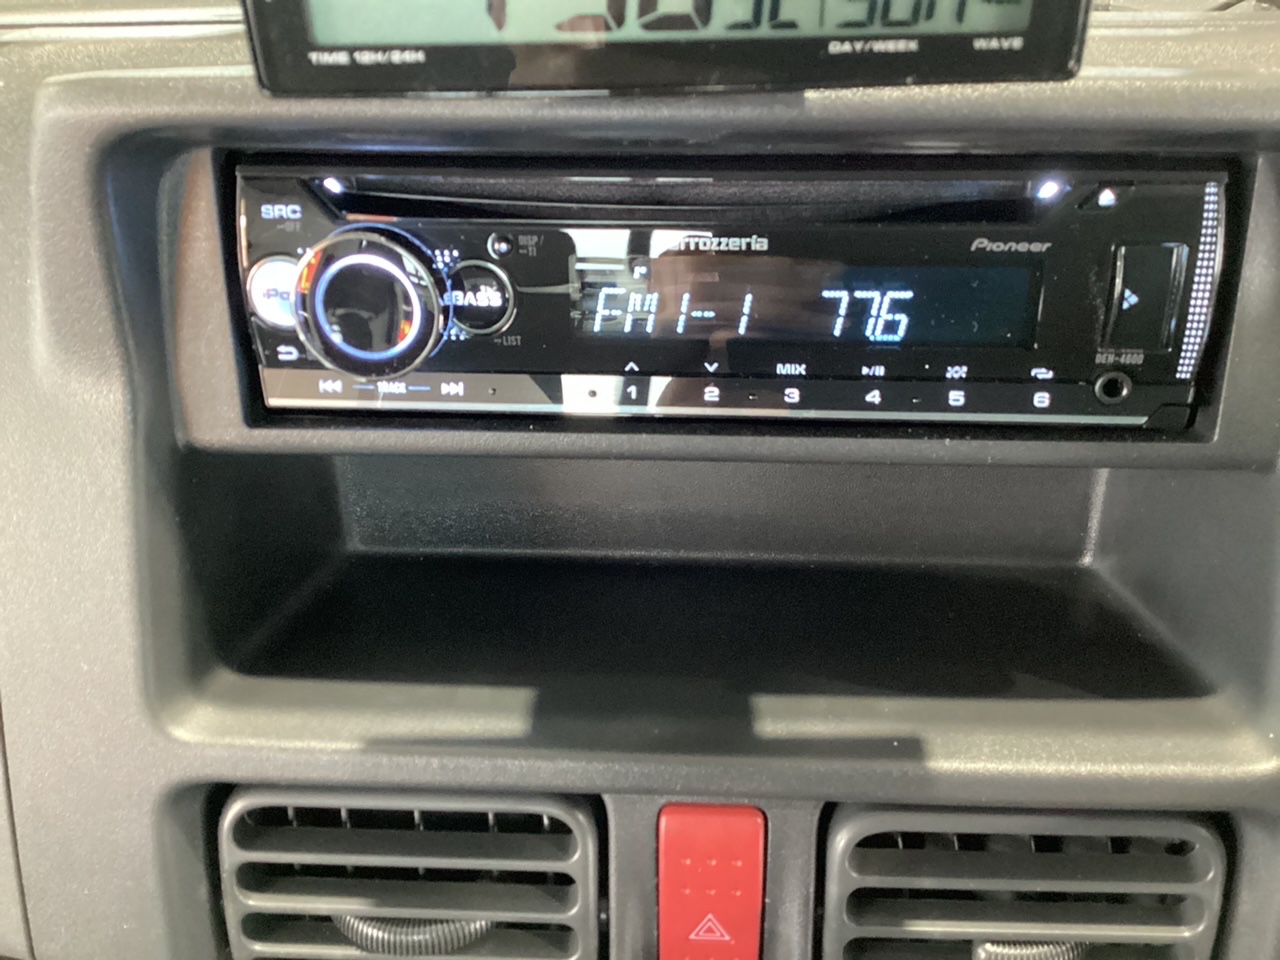 TIME 12H/24H DAY/WEEK WAVE
SRC
DISP/
carrozzeria Pioneer
BASS
FM1-1 77.6
LIST
DEH-4600
MIX
TRACK
1 2 3 4 5 6